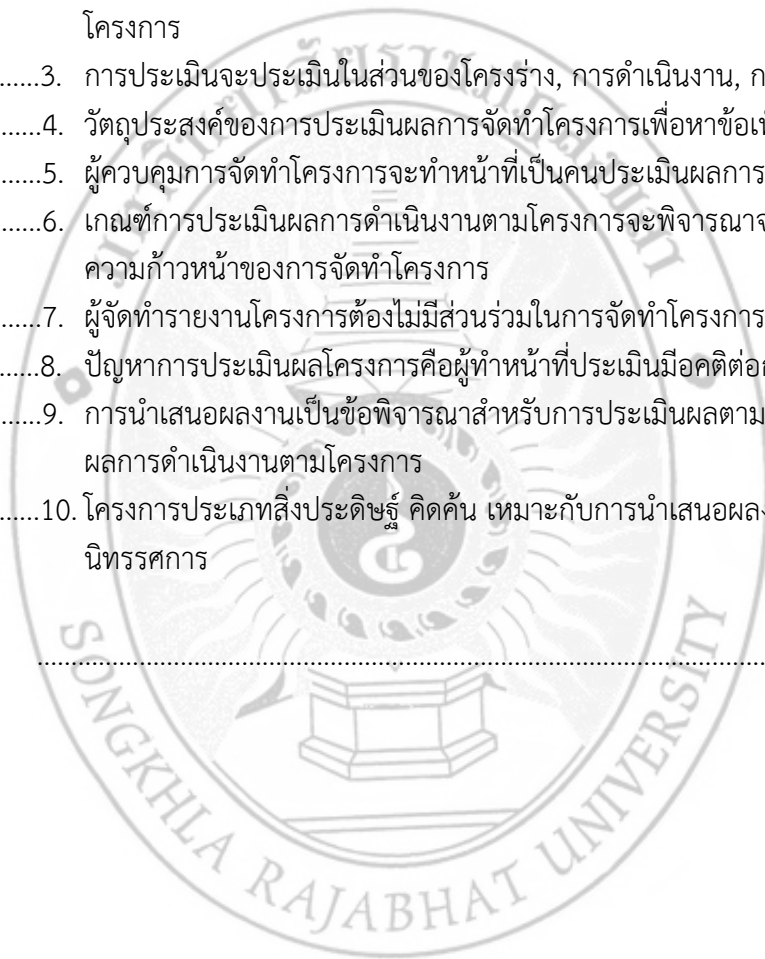 โครงการ
......3. การประเมินจะประเมินในส่วนของโครงร่าง, การดำเนินงาน,
......4. วัตถุประสงค์ของการประเมินผลการจัดทำโครงการเพื่อหา
......5. ผู้ควบคุมการจัดทำโครงการจะทำหน้าที่เป็นคนประเมินผลการ
......6. เกณฑ์การประเมินผลการดำเนินงานตามโครงการจะพิจารณา
ความก้าวหน้าของการจัดทำโครงการ
......7. ผู้จัดทำรายงานโครงการต้องไม่มีส่วนร่วมในการจัดทำโครงการ
......8. ปัญหาการประเมินผลโครงการคือผู้ทำหน้าที่ประเมินมีอคติต่อ
......9. การนำเสนอผลงานเป็นข้อพิจารณาสำหรับการประเมินผลตาม
ผลการดำเนินงานตามโครงการ
......10. โครงการประเภทสิ่งประดิษฐ์ คิดค้น เหมาะกับการนำเสนอ
นิทรรศการ
SONGKHLA RAJABHAT UNIVERSITY